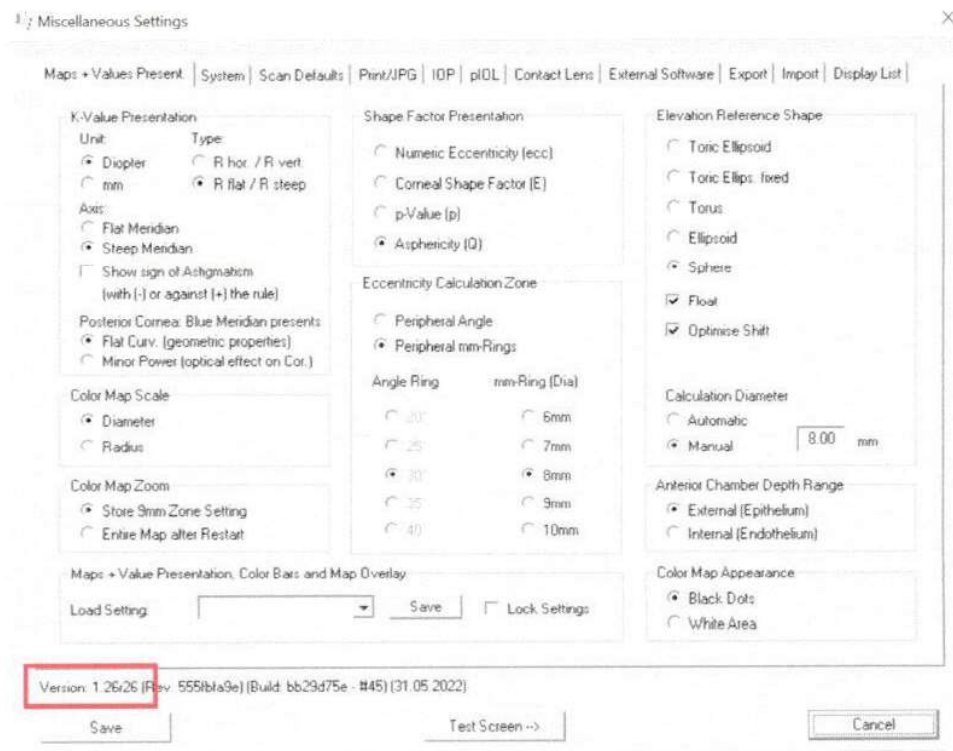 Miscellaneous Settings
Maps + Values Present. System Scan Defaults Print/JPG IOP pIOL Contact Lens External Software Export Import Display List
K-Value Presentation
Unit: Type:
Diopter R hor. / R vert.
mm R flat / R steep
Axis:
Flat Meridian
Steep Meridian
Show sign of Astigmatism
(with (-) or against (+) the rule)
Posterior Cornea: Blue Meridian presents
Flat Curv. (geometric properties)
Minor Power (optical effect on Cor.)
Color Map Scale
Diameter
Radius
Color Map Zoom
Store 9mm Zone Setting
Entire Map after Restart
Shape Factor Presentation
Numeric Eccentricity (ecc)
Corneal Shape Factor (E)
p-Value (p)
Asphericity (Q)
Eccentricity Calculation Zone
Peripheral Angle
Peripheral mm-Rings
Angle Ring mm-Ring (Dia)
20° 6mm
25° 7mm
30° 8mm
35° 9mm
40° 10mm
Elevation Reference Shape
Toric Ellipsoid
Toric Ellips. fixed
Torus
Ellipsoid
Sphere
Float
Optimise Shift
Calculation Diameter
Automatic
Manual 8.00 mm
Anterior Chamber Depth Range
External (Epithelium)
Internal (Endothelium)
Maps + Value Presentation, Color Bars and Map Overlay
Load Setting: Save Lock Settings
Color Map Appearance
Black Dots
White Area
Version: 1.26r26 (Rev. 555fbfa9e) (Build: bb29d75e - #45) (31.05.2022)
Save Test Screen --> Cancel